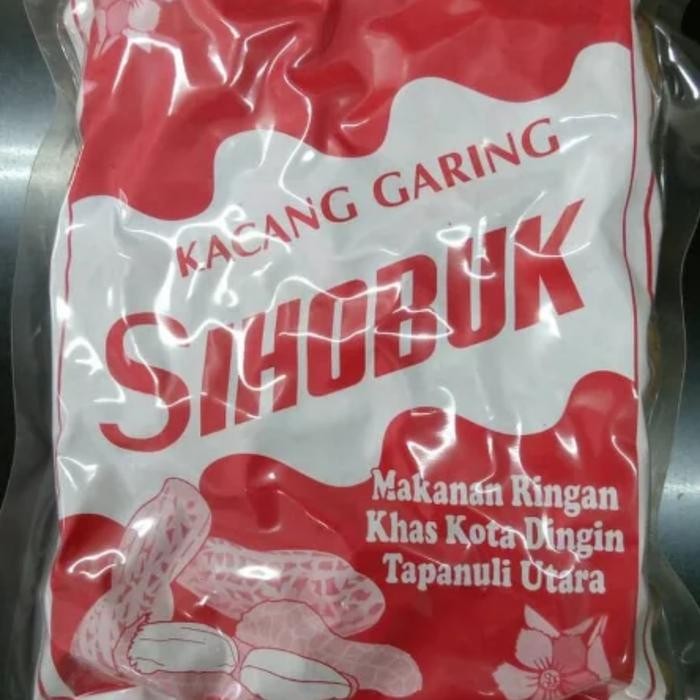 KACANG GARING
SIHOBUK
Makanan Ringan
Khas Kota Dingin
Tapanuli Utara